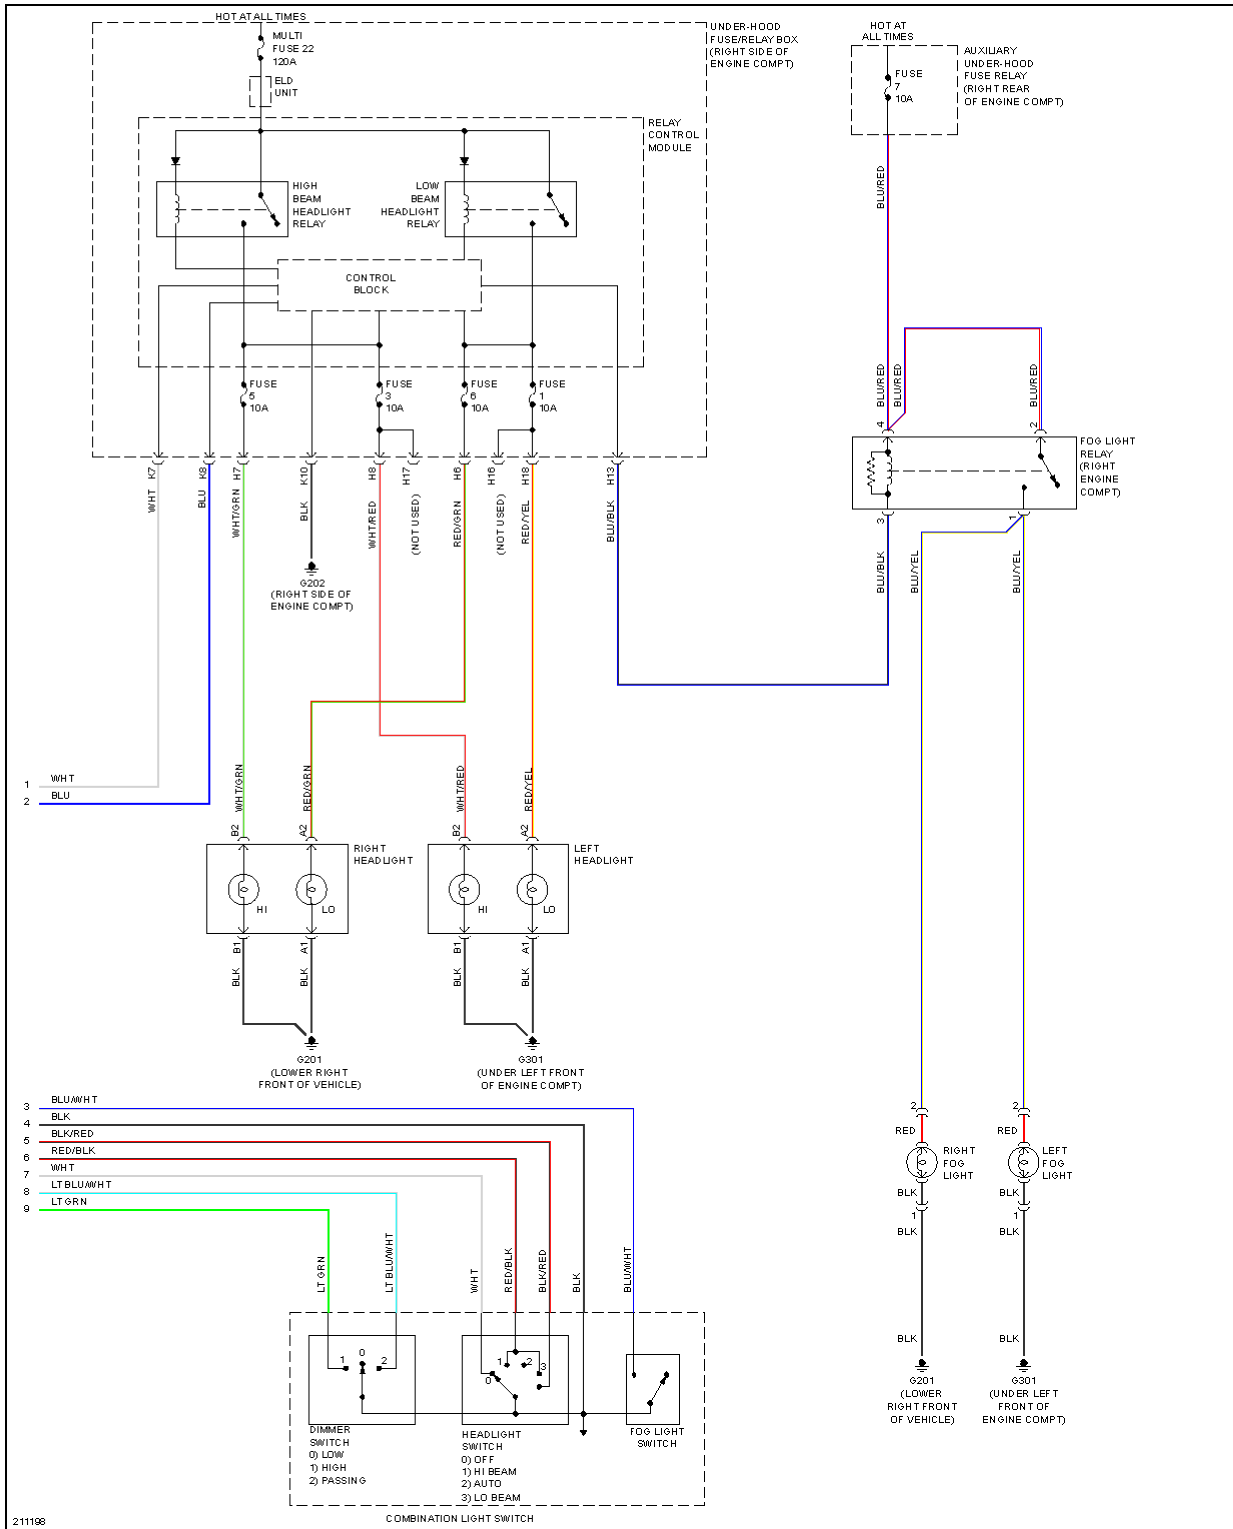 HOT AT ALL TIMES
MULTI
FUSE 22
120A
ELD
UNIT
UNDER-HOOD
FUSE/RELAY BOX
(RIGHT SIDE OF
ENGINE COMPT)
RELAY
CONTROL
MODULE
HIGH
BEAM
HEADLIGHT
RELAY
LOW
BEAM
HEADLIGHT
RELAY
CONTROL
BLOCK
FUSE
5
10A
FUSE
3
10A
FUSE
6
10A
FUSE
1
10A
HOT AT
ALL TIMES
FUSE
7
10A
AUXILIARY
UNDER-HOOD
FUSE RELAY
(RIGHT REAR
OF ENGINE COMPT)
BLU/RED
BLU/RED
BLU/RED
BLU/RED
4
2
FOG LIGHT
RELAY
(RIGHT
ENGINE
COMPT)
3
1
BLU/BLK
BLU/YEL
BLU/YEL
K7
K8
H7
K10
H8
H17
H6
H16
H18
H13
WHT
BLU
WHT/GRN
BLK
WHT/RED
(NOT USED)
RED/GRN
(NOT USED)
RED/YEL
BLU/BLK
G202
(RIGHT SIDE OF
ENGINE COMPT)
1 WHT
2 BLU
WHT/GRN
RED/GRN
WHT/RED
RED/YEL
B2
A2
B2
A2
RIGHT
HEADLIGHT
LEFT
HEADLIGHT
HI
LO
HI
LO
B1
A1
B1
A1
BLK
BLK
BLK
BLK
G201
(LOWER RIGHT
FRONT OF VEHICLE)
G301
(UNDER LEFT FRONT
OF ENGINE COMPT)
3 BLU/WHT
4 BLK
5 BLK/RED
6 RED/BLK
7 WHT
8 LT BLU/WHT
9 LT GRN
LT GRN
LT BLU/WHT
WHT
RED/BLK
BLK/RED
BLK
BLU/WHT
1
0
2
0
1
2
3
DIMMER
SWITCH
0) LOW
1) HIGH
2) PASSING
HEADLIGHT
SWITCH
0) OFF
1) HI BEAM
2) AUTO
3) LO BEAM
FOG LIGHT
SWITCH
COMBINATION LIGHT SWITCH
2
2
RED
RED
RIGHT
FOG
LIGHT
LEFT
FOG
LIGHT
BLK
BLK
1
1
BLK
BLK
BLK
BLK
G201
(LOWER
RIGHT FRONT
OF VEHICLE)
G301
(UNDER LEFT
FRONT OF
ENGINE COMPT)
211198